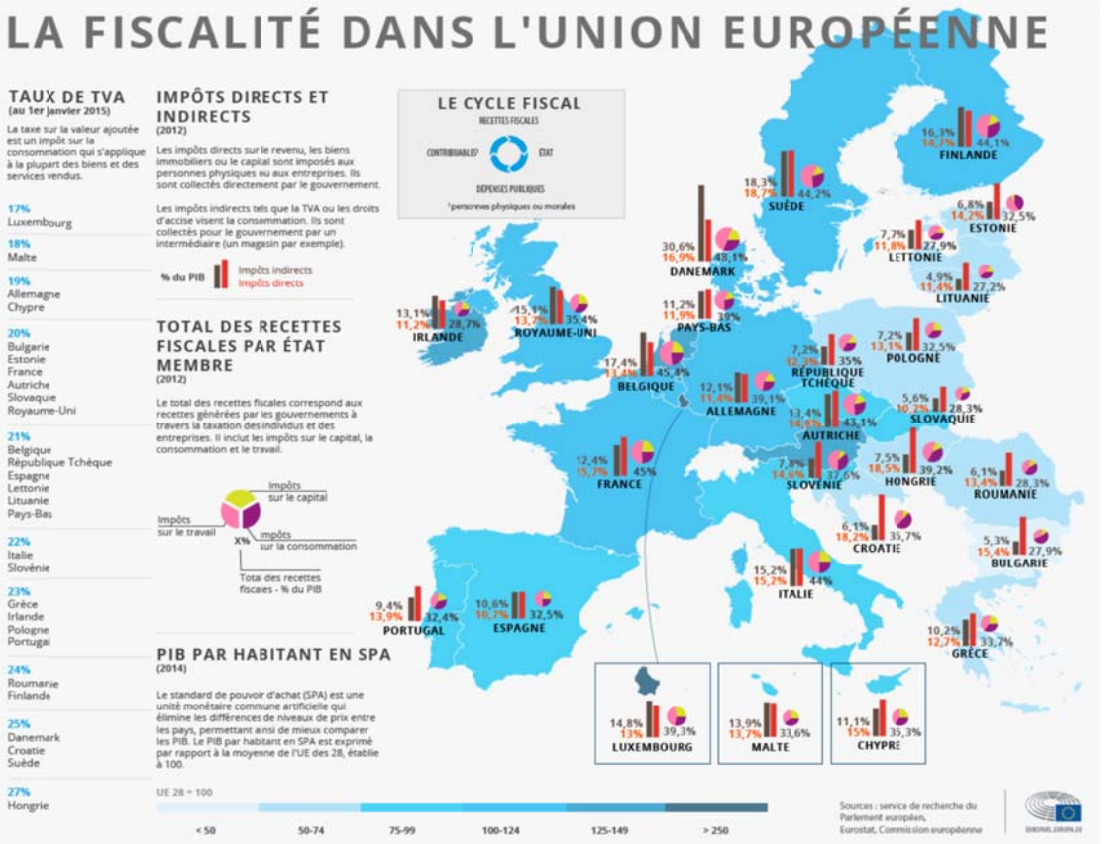 LA FISCALITÉ DANS L'UNION EUROPÉENNE
TAUX DE TVA
(au 1er janvier 2015)
La taxe sur la valeur ajoutée
est un impôt sur la
consommation qui s'applique
à la plupart des biens et des
services vendus.
17%
Luxembourg
18%
Malte
19%
Allemagne
Chypre
20%
Bulgarie
Estonie
France
Autriche
Slovaquie
Royaume-Uni
21%
Belgique
République Tchèque
Espagne
Lettonie
Lituanie
Pays-Bas
22%
Italie
Slovénie
23%
Grèce
Irlande
Pologne
Portugal
24%
Roumanie
Finlande
25%
Danemark
Croatie
Suède
27%
Hongrie
IMPÔTS DIRECTS ET
INDIRECTS
(2012)
Les impôts directs sur le revenu, les biens
immobiliers ou le capital sont imposés aux
personnes physiques ou aux entreprises. Ils
sont collectés directement par le gouvernement.
Les impôts indirects tels que la TVA ou les droits
d'accise visent la consommation. Ils sont
collectés pour le gouvernement par un
intermédiaire (un magasin par exemple).
% du PIB
Impôts indirects
Impôts directs
TOTAL DES RECETTES
FISCALES PAR ÉTAT
MEMBRE
(2012)
Le total des recettes fiscales correspond aux
recettes générées par les gouvernements à
travers la taxation des individus et des
entreprises. Il inclut les impôts sur le capital, la
consommation et le travail.
Impôts
sur le capital
Impôts
sur le travail
X%
Impôts
sur la consommation
Total des recettes
fiscales - % du PIB
PIB PAR HABITANT EN SPA
(2014)
Le standard de pouvoir d'achat (SPA) est une
unité monétaire commune artificielle qui
élimine les différences de niveaux de prix entre
les pays, permettant ansi de mieux comparer
les PIB. Le PIB par habitant en SPA est exprimé
par rapport à la moyenne de l'UE des 28, établie
à 100.
UE 28 = 100
< 50
50-74
75-99
100-124
125-149
> 250
LE CYCLE FISCAL
RECETTES FISCALES
CONTRIBUABLES¹
ÉTAT
DÉPENSES PUBLIQUES
¹personnes physiques ou morales
16,3%
14,7% 44,1%
FINLANDE
18,3%
18,7% 44,2%
SUÈDE
6,8%
14,2% 32,5%
ESTONIE
7,7%
11,8% 27,9%
LETTONIE
4,9%
11,4% 27,2%
LITUANIE
30,6%
16,9% 48,1%
DANEMARK
11,2%
11,9% 39%
PAYS-BAS
13,1%
11,2% 28,7%
IRLANDE
15,1%
13,7% 35,4%
ROYAUME-UNI
17,4%
45,4%
BELGIQUE
12,1%
11,4% 39,1%
ALLEMAGNE
7,2%
35%
RÉPUBLIQUE
TCHÈQUE
7,2%
13,1% 32,5%
POLOGNE
5,6%
10,2% 28,3%
SLOVAQUIE
13,4%
43,1%
AUTRICHE
45%
FRANCE
14,6% 37,6%
SLOVÉNIE
7,5%
18,5% 39,2%
HONGRIE
6,1%
13,4% 28,3%
ROUMANIE
6,1%
18,2% 35,7%
CROATIE
5,3%
15,4% 27,9%
BULGARIE
15,2%
15,2% 44%
ITALIE
9,4%
13,9% 32,4%
PORTUGAL
10,6%
10,7% 32,5%
ESPAGNE
10,2%
12,7% 33,7%
GRÈCE
14,8%
13% 39,3%
LUXEMBOURG
13,9%
13,7% 33,6%
MALTE
11,1%
15% 35,3%
CHYPRE
Sources : service de recherche du
Parlement européen,
Eurostat, Commission européenne
EUROPARL.EUROPA.EU